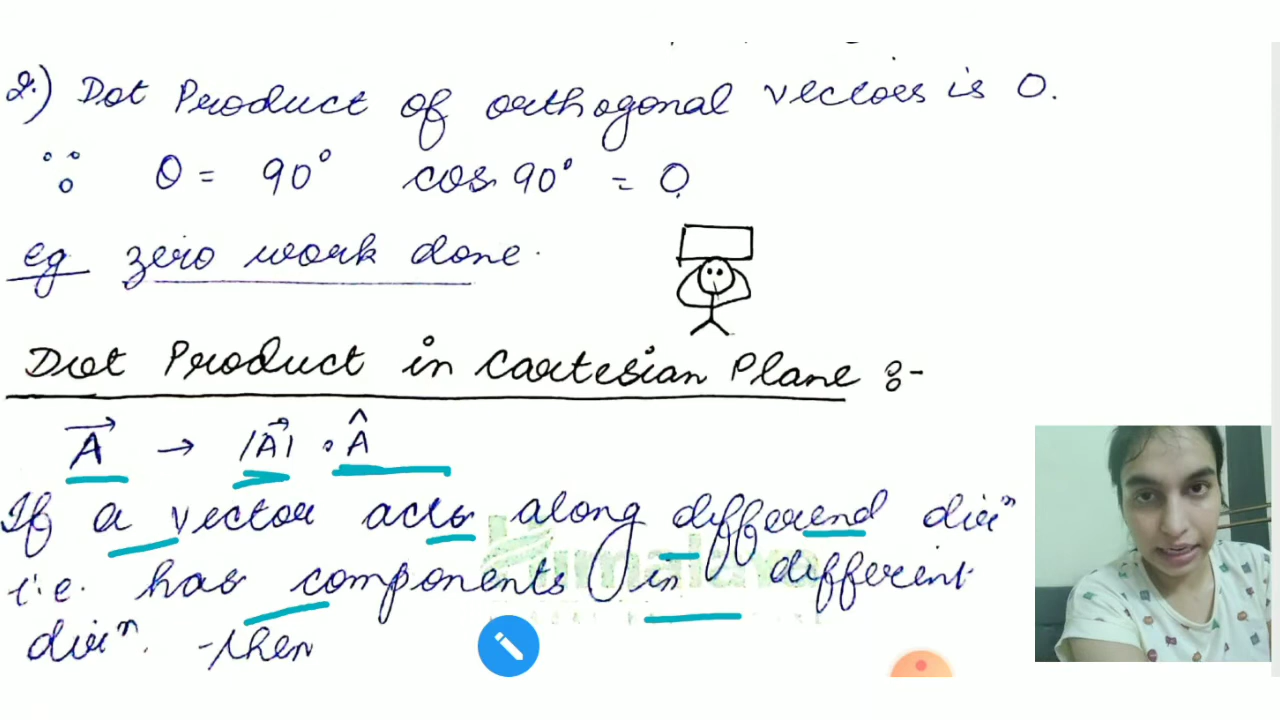 2.) Dot Product of orthogonal vectors is 0.
∵ θ = 90° cos 90° = 0
eg zero work done.
Dot Product in Cartesian Plane :-
A⃗ → |A⃗| . Â
If a vector acts along differend dirⁿ
i.e. has components in different
dirⁿ. then